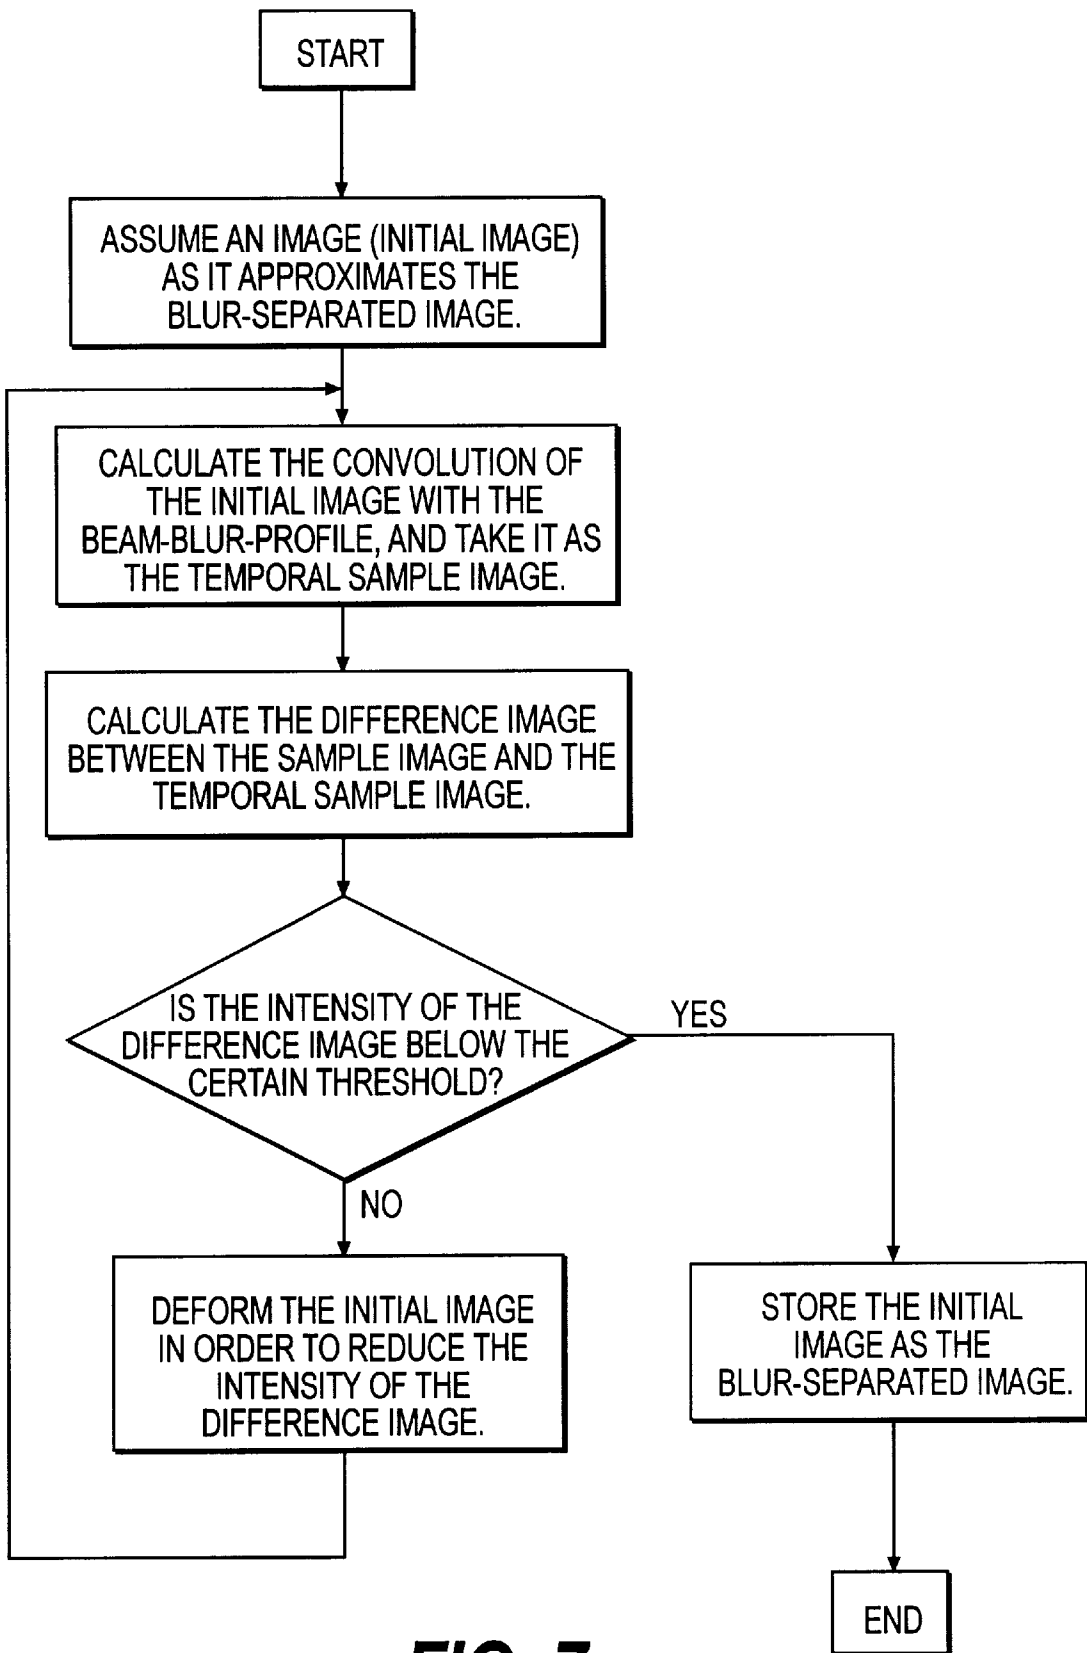 START
ASSUME AN IMAGE (INITIAL IMAGE)
AS IT APPROXIMATES THE
BLUR-SEPARATED IMAGE.
CALCULATE THE CONVOLUTION OF
THE INITIAL IMAGE WITH THE
BEAM-BLUR-PROFILE, AND TAKE IT AS
THE TEMPORAL SAMPLE IMAGE.
CALCULATE THE DIFFERENCE IMAGE
BETWEEN THE SAMPLE IMAGE AND THE
TEMPORAL SAMPLE IMAGE.
IS THE INTENSITY OF THE
DIFFERENCE IMAGE BELOW THE
CERTAIN THRESHOLD?
YES
NO
DEFORM THE INITIAL IMAGE
IN ORDER TO REDUCE THE
INTENSITY OF THE
DIFFERENCE IMAGE.
STORE THE INITIAL
IMAGE AS THE
BLUR-SEPARATED IMAGE.
END